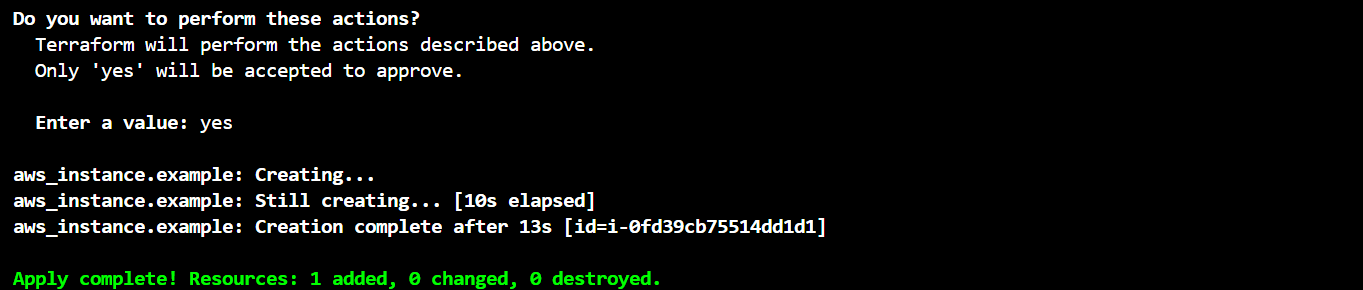 Do you want to perform these actions?
Terraform will perform the actions described above.
Only 'yes' will be accepted to approve.
Enter a value: yes
aws_instance.example: Creating...
aws_instance.example: Still creating... [10s elapsed]
aws_instance.example: Creation complete after 13s [id=i-0fd39cb75514dd1d1]
Apply complete! Resources: 1 added, 0 changed, 0 destroyed.